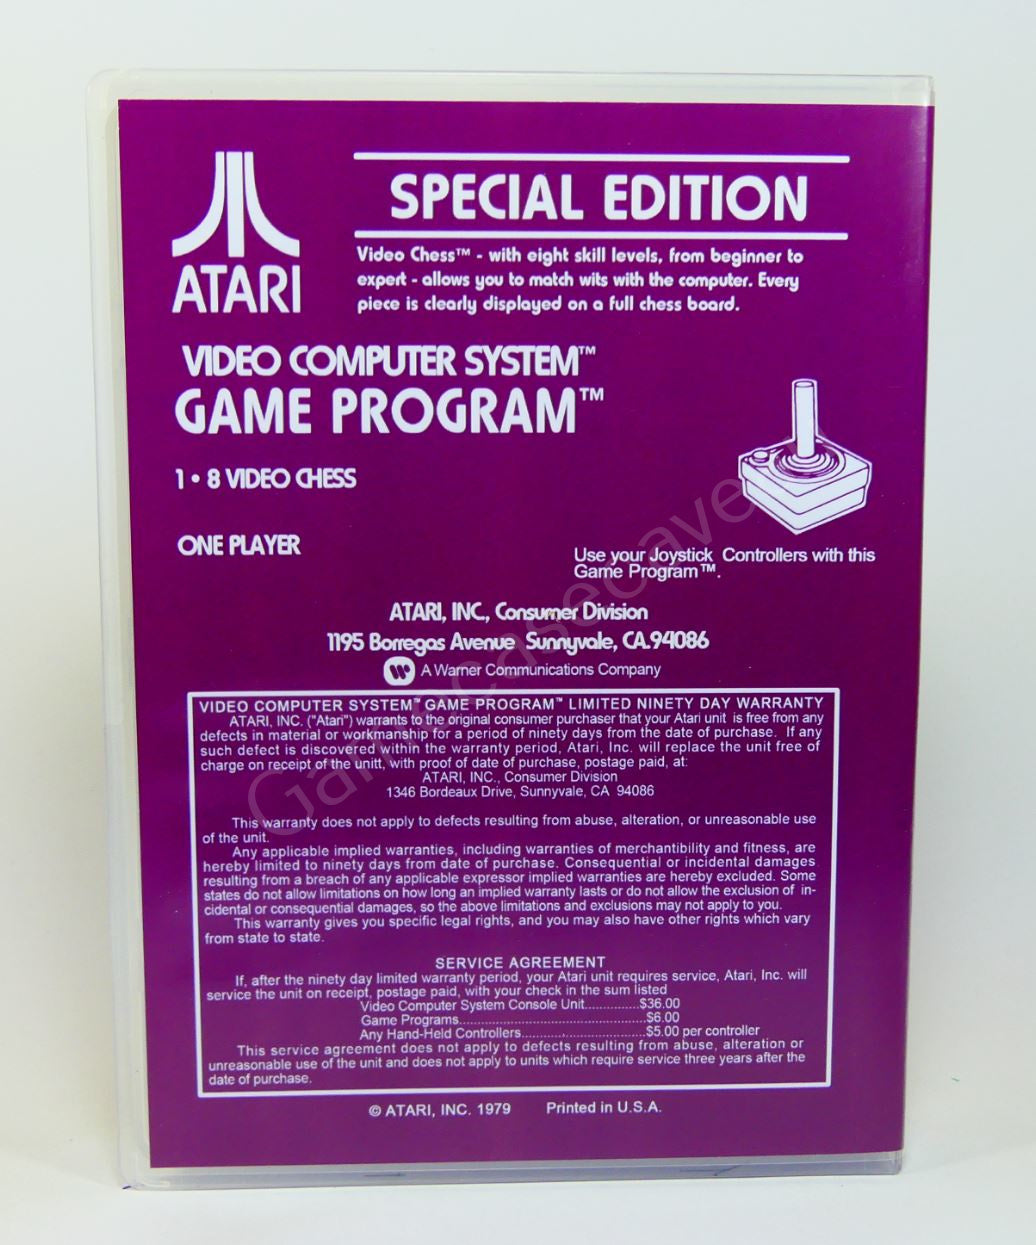 ATARI
SPECIAL EDITION
Video Chess™ - with eight skill levels, from beginner to
expert - allows you to match wits with the computer. Every
piece is clearly displayed on a full chess board.
VIDEO COMPUTER SYSTEM™
GAME PROGRAM™
1 • 8 VIDEO CHESS
ONE PLAYER
Use your Joystick Controllers with this
Game Program™.
ATARI, INC, Consumer Division
1195 Borregas Avenue Sunnyvale, CA.94086
A Warner Communications Company
VIDEO COMPUTER SYSTEM™ GAME PROGRAM™ LIMITED NINETY DAY WARRANTY
ATARI, INC. ("Atari") warrants to the original consumer purchaser that your Atari unit is free from any
defects in material or workmanship for a period of ninety days from the date of purchase. If any
such defect is discovered within the warranty period, Atari, Inc. will replace the unit free of
charge on receipt of the unitt, with proof of date of purchase, postage paid, at:
ATARI, INC., Consumer Division
1346 Bordeaux Drive, Sunnyvale, CA 94086
This warranty does not apply to defects resulting from abuse, alteration, or unreasonable use
of the unit.
Any applicable implied warranties, including warranties of merchantibility and fitness, are
hereby limited to ninety days from date of purchase. Consequential or incidental damages
resulting from a breach of any applicable expressor implied warranties are hereby excluded. Some
states do not allow limitations on how long an implied warranty lasts or do not allow the exclusion of in-
cidental or consequential damages, so the above limitations and exclusions may not apply to you.
This warranty gives you specific legal rights, and you may also have other rights which vary
from state to state.
SERVICE AGREEMENT
If, after the ninety day limited warranty period, your Atari unit requires service, Atari, Inc. will
service the unit on receipt, postage paid, with your check in the sum listed
Video Computer System Console Unit..............$36.00
Game Programs................................................$6.00
Any Hand-Held Controllers................................$5.00 per controller
This service agreement does not apply to defects resulting from abuse, alteration or
unreasonable use of the unit and does not apply to units which require service three years after the
date of purchase.
© ATARI, INC. 1979 Printed in U.S.A.
Gamecasecave